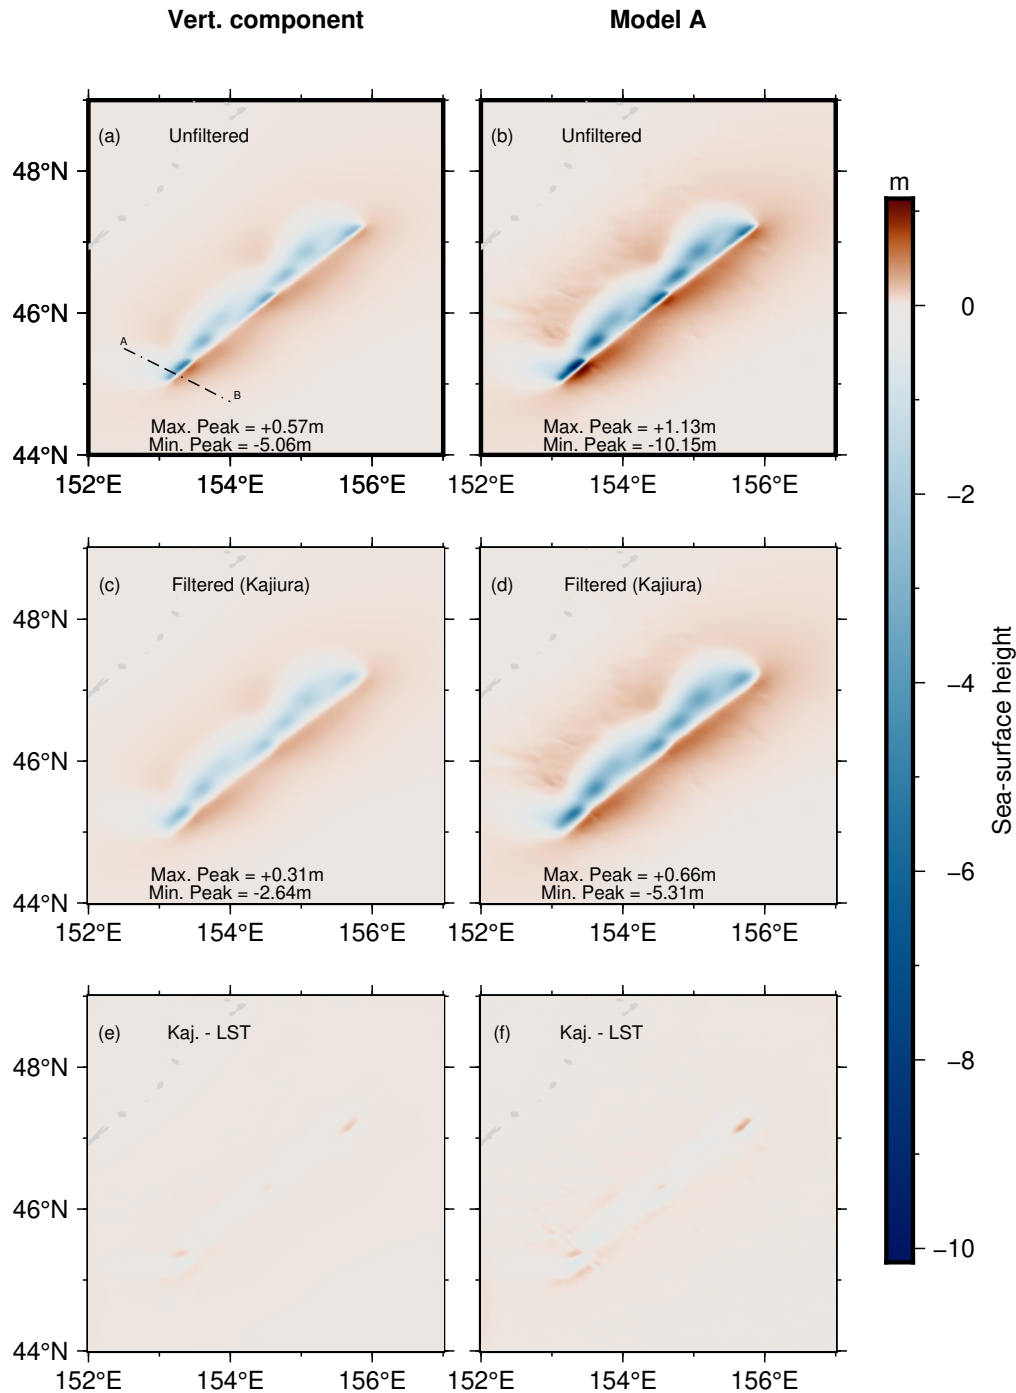 Vert. component
Model A
(a) Unfiltered
(b) Unfiltered
48°N
46°N
44°N
A
B
Max. Peak = +0.57m
Min. Peak = -5.06m
Max. Peak = +1.13m
Min. Peak = -10.15m
152°E 154°E 156°E
152°E 154°E 156°E
(c) Filtered (Kajiura)
(d) Filtered (Kajiura)
48°N
46°N
44°N
Max. Peak = +0.31m
Min. Peak = -2.64m
Max. Peak = +0.66m
Min. Peak = -5.31m
152°E 154°E 156°E
152°E 154°E 156°E
(e) Kaj. - LST
(f) Kaj. - LST
48°N
46°N
44°N
152°E 154°E 156°E
152°E 154°E 156°E
m
0
−2
−4
−6
−8
−10
Sea-surface height